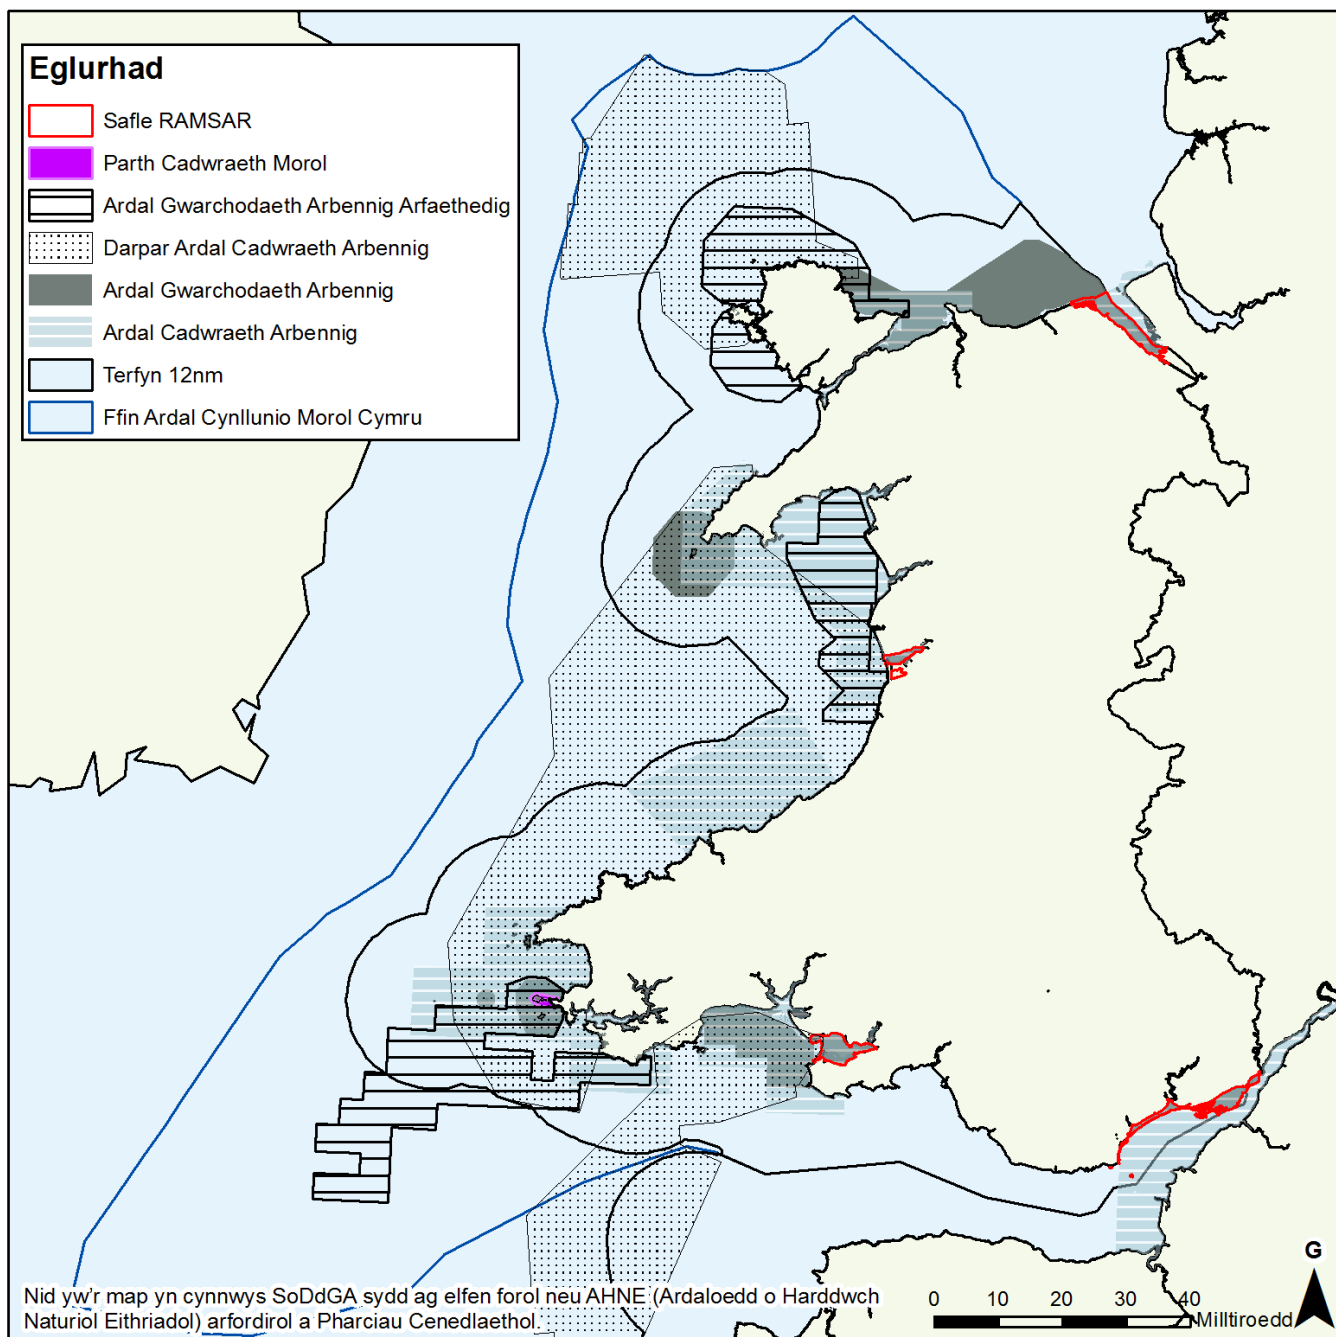 Eglurhad
Safle RAMSAR
Parth Cadwraeth Morol
Ardal Gwarchodaeth Arbennig Arfaethedig
Darpar Ardal Cadwraeth Arbennig
Ardal Gwarchodaeth Arbennig
Ardal Cadwraeth Arbennig
Terfyn 12nm
Ffin Ardal Cynllunio Morol Cymru
G
Nid yw'r map yn cynnwys SoDdGA sydd ag elfen forol neu AHNE (Ardaloedd o Harddwch
Naturiol Eithriadol) arfordirol a Pharciau Cenedlaethol.
0 10 20 30 40
Milltiroedd